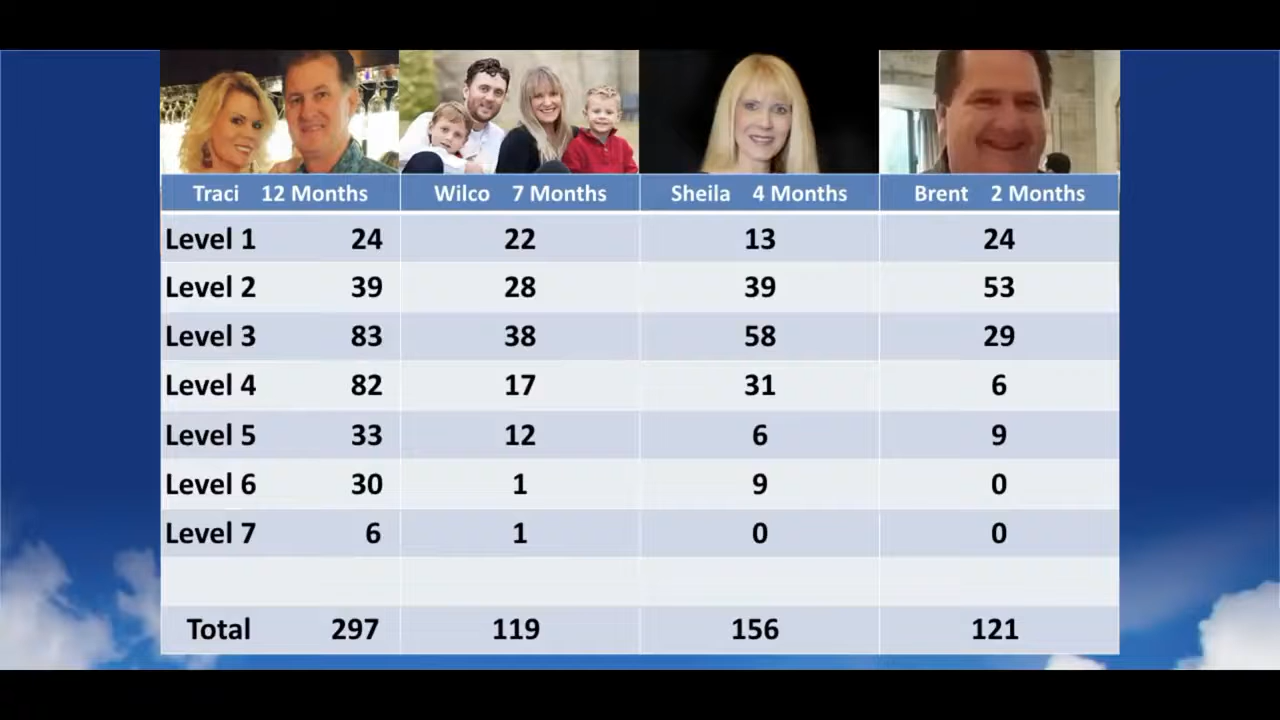 Traci 12 Months Wilco 7 Months Sheila 4 Months Brent 2 Months
Level 1 24 22 13 24
Level 2 39 28 39 53
Level 3 83 38 58 29
Level 4 82 17 31 6
Level 5 33 12 6 9
Level 6 30 1 9 0
Level 7 6 1 0 0
Total 297 119 156 121